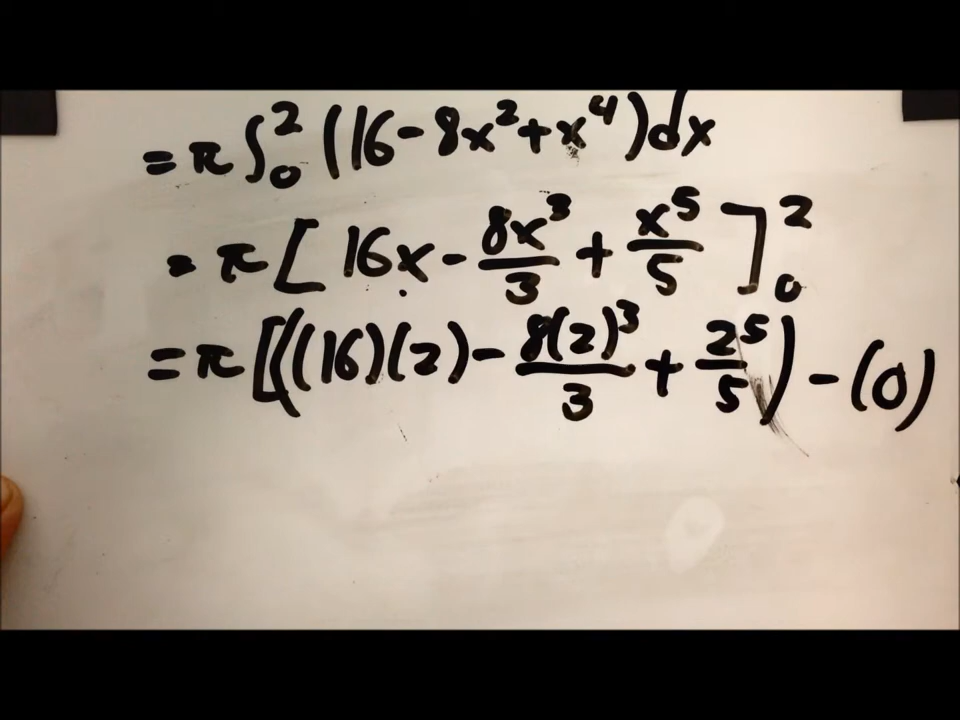 = π ∫₀² (16 - 8x² + x⁴) dx
= π [ 16x - 8x³/3 + x⁵/5 ]₀²
= π [((16)(2) - 8(2)³/3 + 2⁵/5) - (0)